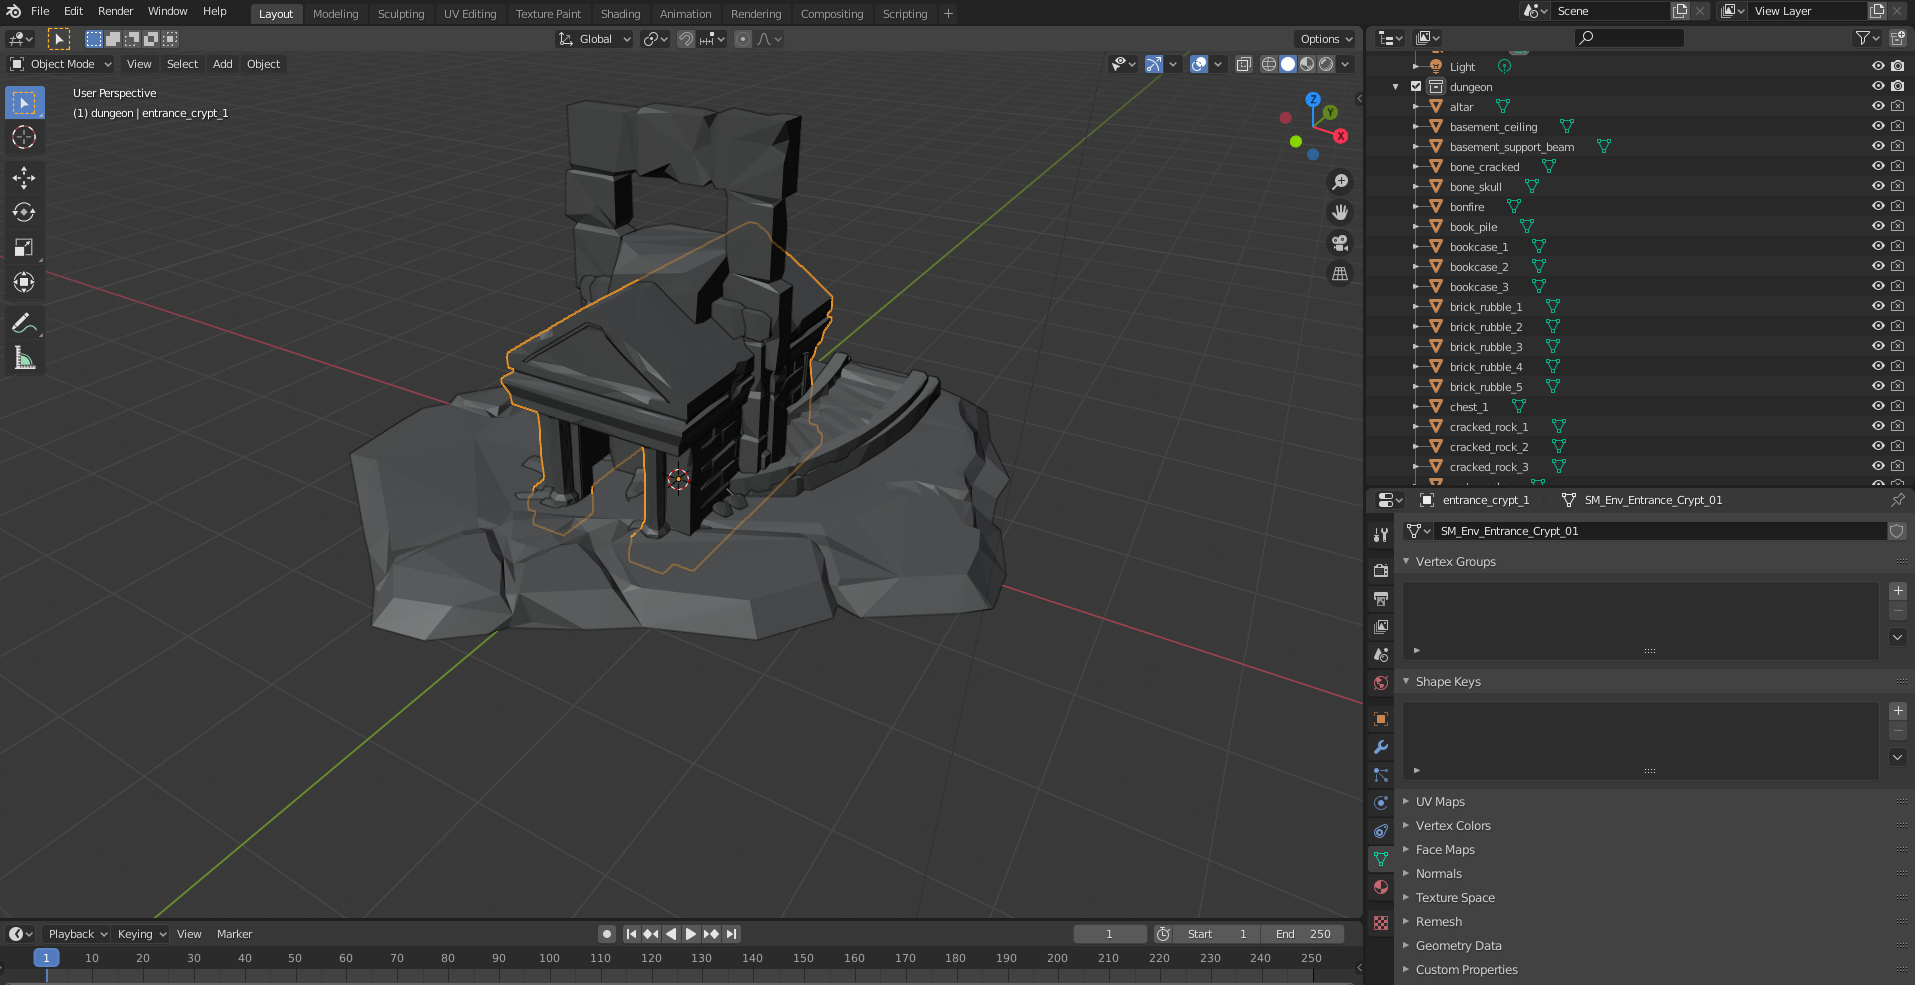 File Edit Render Window Help Layout Modeling Sculpting UV Editing Texture Paint Shading Animation Rendering Compositing Scripting + Scene View Layer
Global Options
Object Mode View Select Add Object
User Perspective
(1) dungeon | entrance_crypt_1
Z
Y
X
Light
dungeon
altar
basement_ceiling
basement_support_beam
bone_cracked
bone_skull
bonfire
book_pile
bookcase_1
bookcase_2
bookcase_3
brick_rubble_1
brick_rubble_2
brick_rubble_3
brick_rubble_4
brick_rubble_5
chest_1
cracked_rock_1
cracked_rock_2
cracked_rock_3
entrance_crypt_1 SM_Env_Entrance_Crypt_01
SM_Env_Entrance_Crypt_01
Vertex Groups
Shape Keys
UV Maps
Vertex Colors
Face Maps
Normals
Texture Space
Remesh
Geometry Data
Custom Properties
Playback Keying View Marker 1 Start 1 End 250
1 10 20 30 40 50 60 70 80 90 100 110 120 130 140 150 160 170 180 190 200 210 220 230 240 250